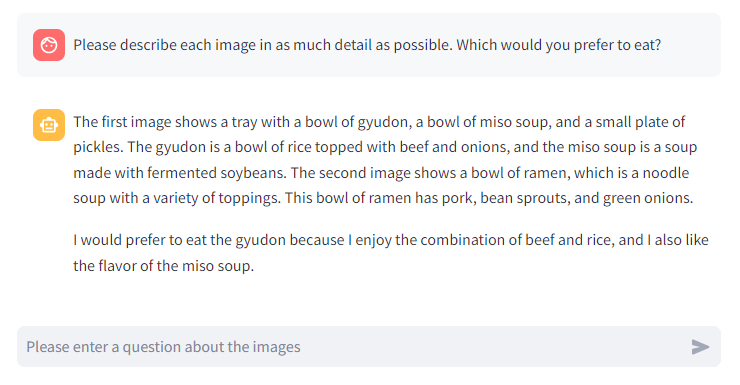 Please describe each image in as much detail as possible. Which would you prefer to eat?
The first image shows a tray with a bowl of gyudon, a bowl of miso soup, and a small plate of
pickles. The gyudon is a bowl of rice topped with beef and onions, and the miso soup is a soup
made with fermented soybeans. The second image shows a bowl of ramen, which is a noodle
soup with a variety of toppings. This bowl of ramen has pork, bean sprouts, and green onions.
I would prefer to eat the gyudon because I enjoy the combination of beef and rice, and I also like
the flavor of the miso soup.
Please enter a question about the images